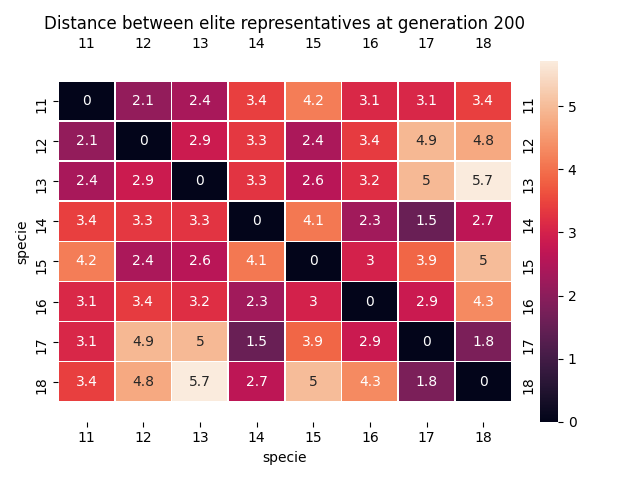 Distance between elite representatives at generation 200
11 12 13 14 15 16 17 18
11 0 2.1 2.4 3.4 4.2 3.1 3.1 3.4 11
12 2.1 0 2.9 3.3 2.4 3.4 4.9 4.8 12
13 2.4 2.9 0 3.3 2.6 3.2 5 5.7 13
14 3.4 3.3 3.3 0 4.1 2.3 1.5 2.7 14
15 4.2 2.4 2.6 4.1 0 3 3.9 5 15
16 3.1 3.4 3.2 2.3 3 0 2.9 4.3 16
17 3.1 4.9 5 1.5 3.9 2.9 0 1.8 17
18 3.4 4.8 5.7 2.7 5 4.3 1.8 0 18
11 12 13 14 15 16 17 18
specie
specie
5
4
3
2
1
0